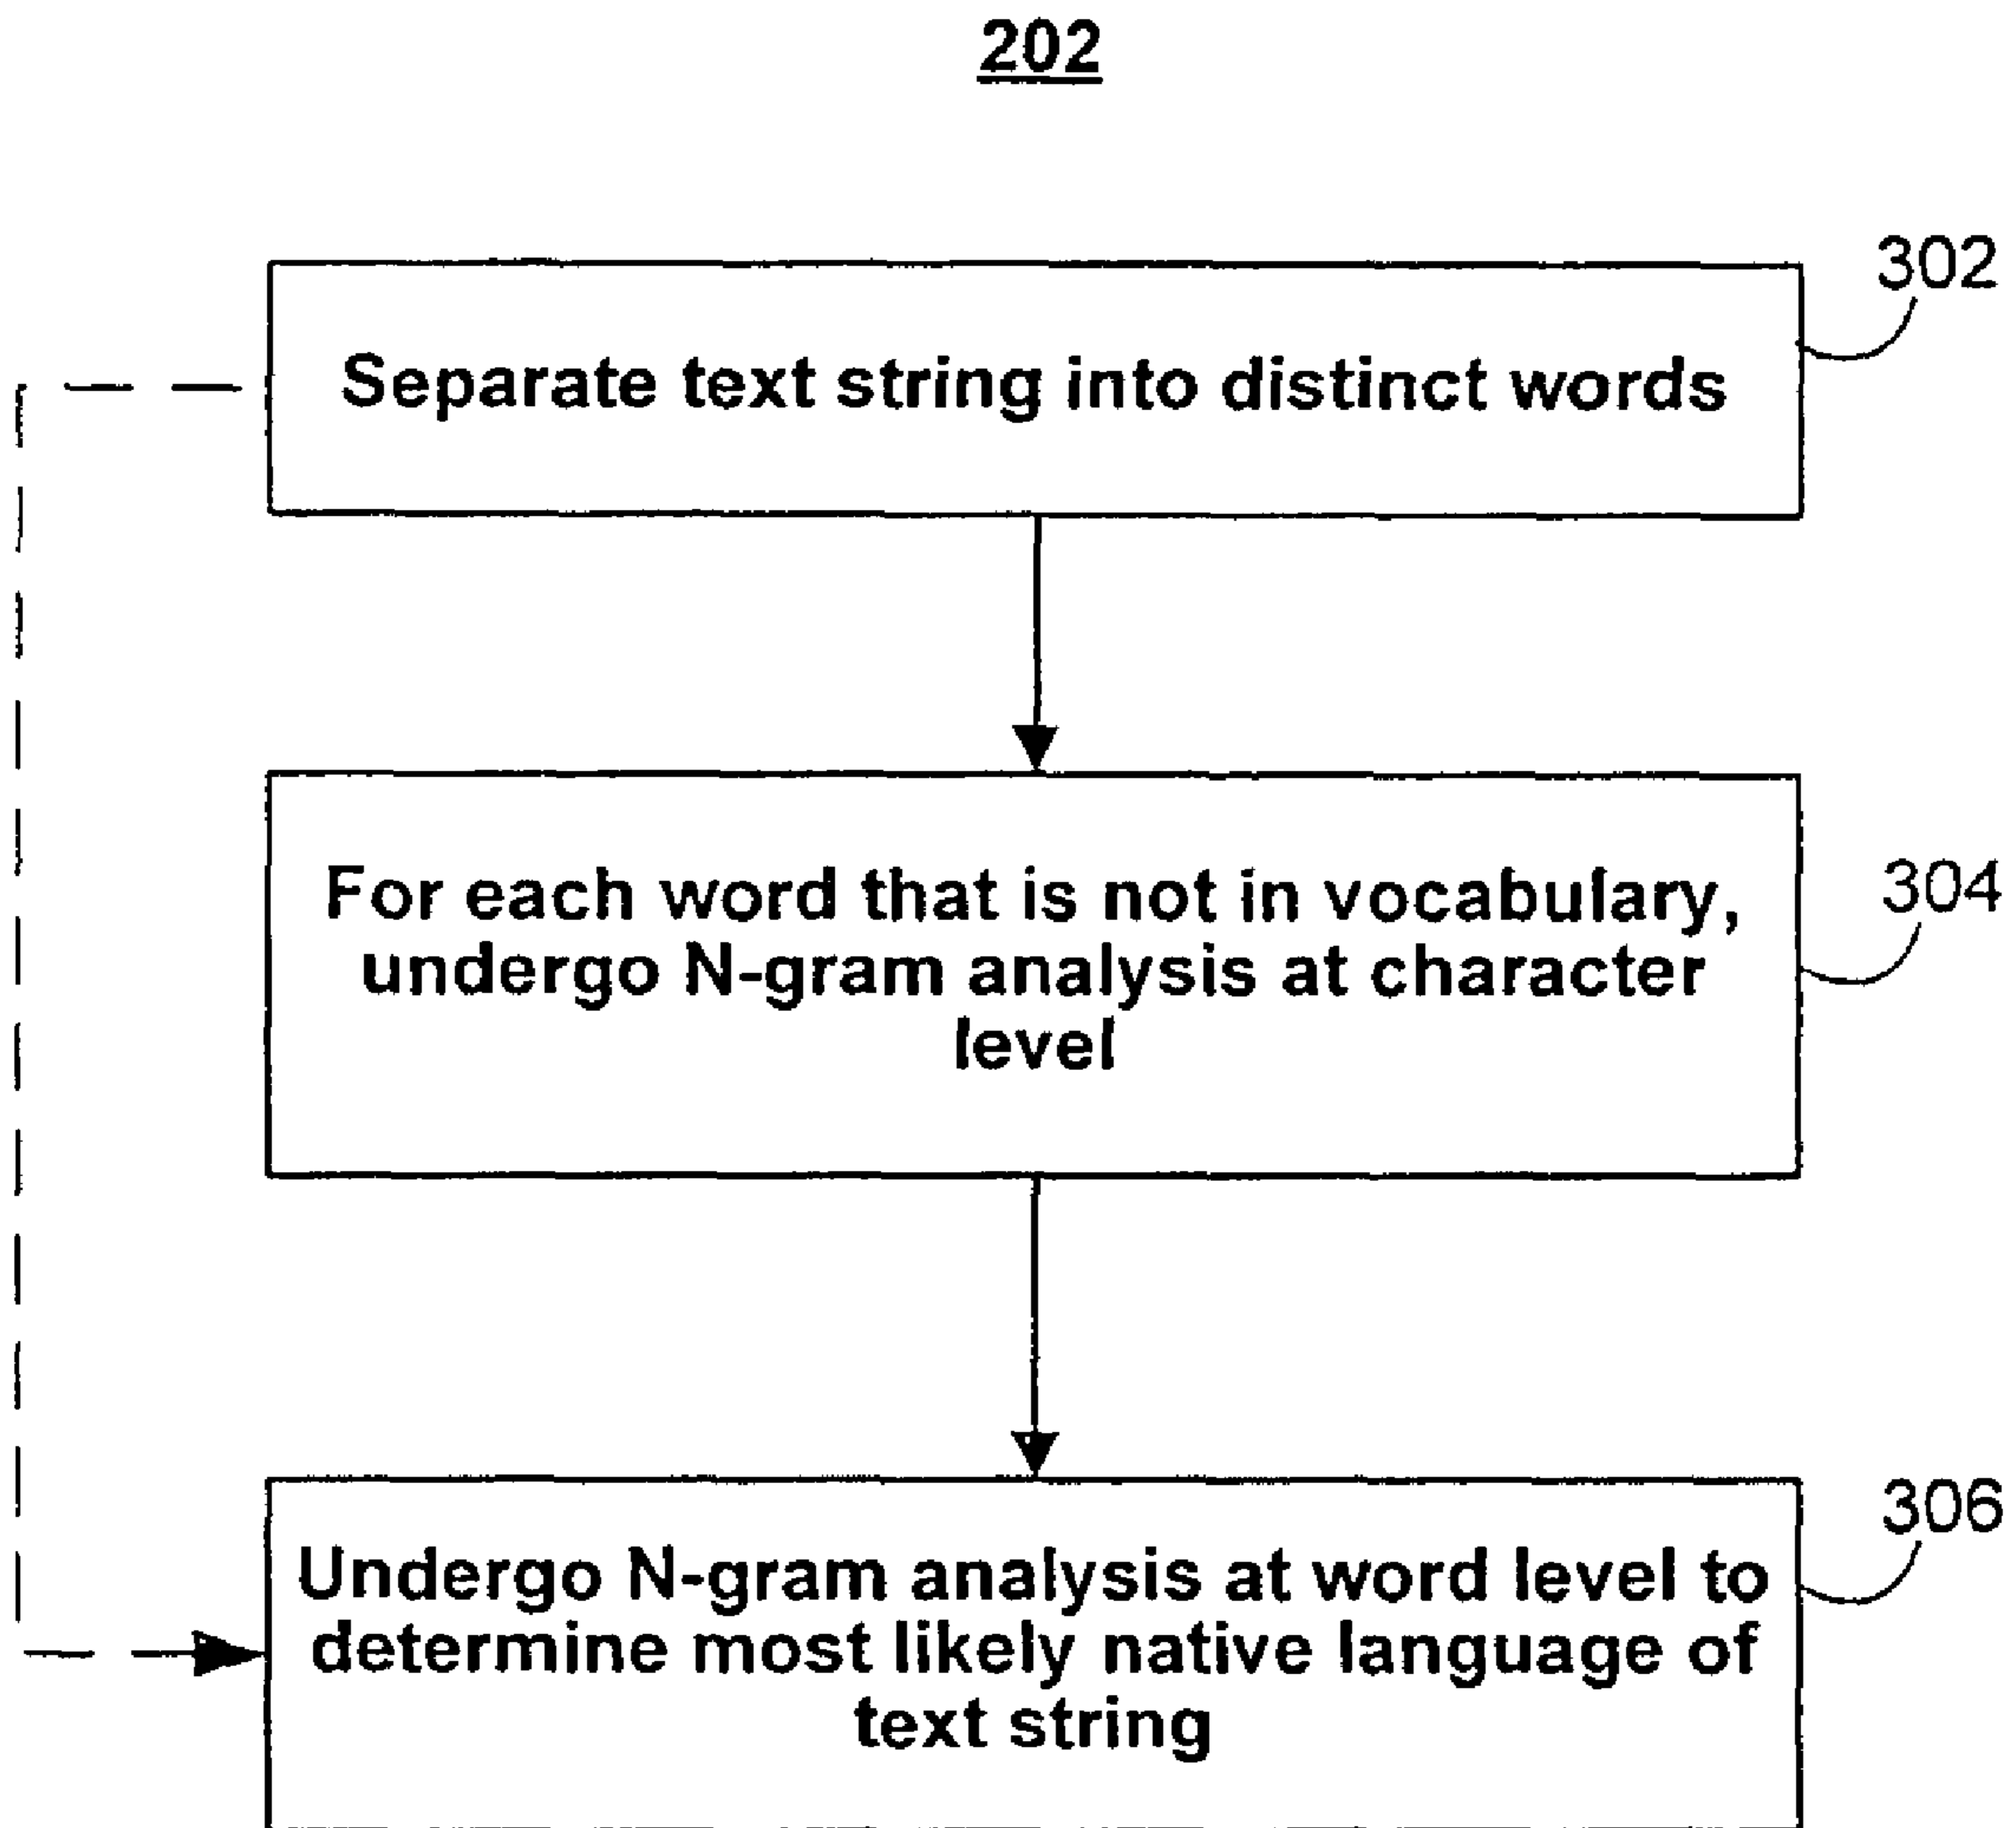 202
302
Separate text string into distinct words
304
For each word that is not in vocabulary,
undergo N-gram analysis at character
level
306
Undergo N-gram analysis at word level to
determine most likely native language of
text string